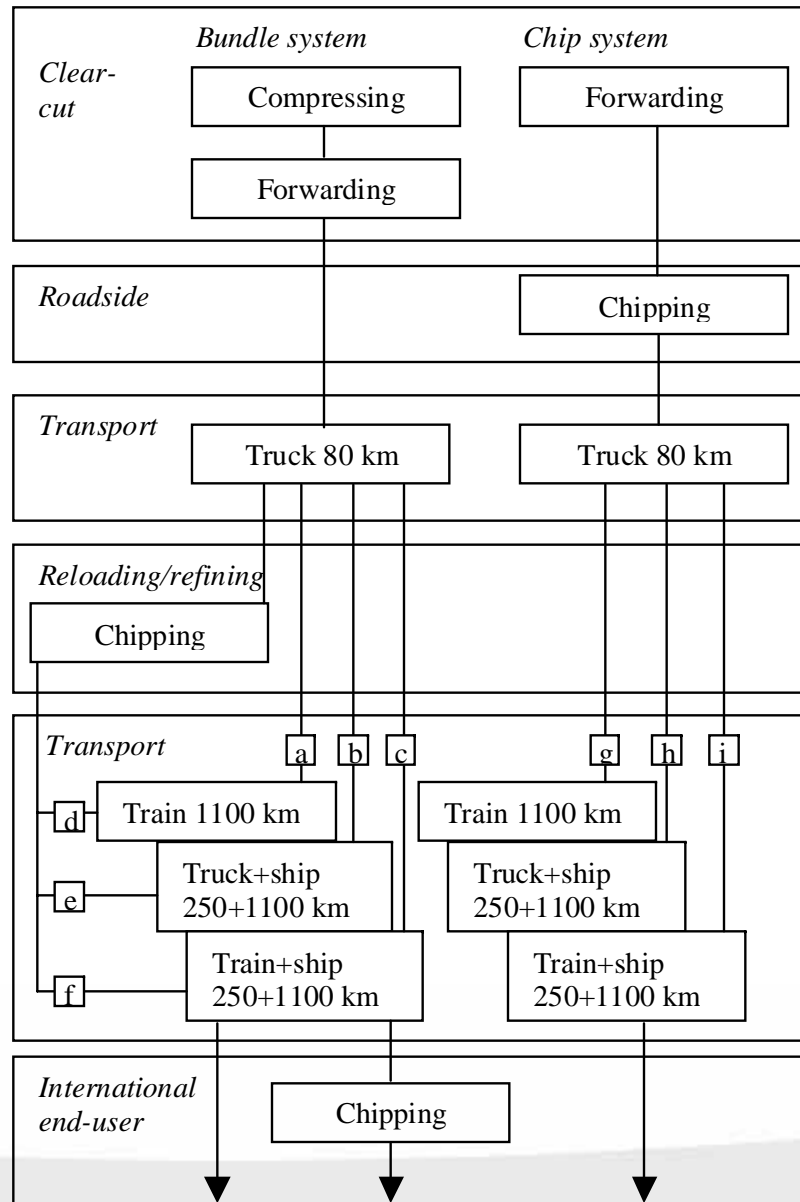 Bundle system
Chip system
Clear-
cut
Compressing
Forwarding
Forwarding
Roadside
Chipping
Transport
Truck 80 km
Truck 80 km
Reloading/refining
Chipping
Transport
a
b
c
g
h
i
d
Train 1100 km
Train 1100 km
e
Truck+ship
250+1100 km
Truck+ship
250+1100 km
f
Train+ship
250+1100 km
Train+ship
250+1100 km
International
end-user
Chipping